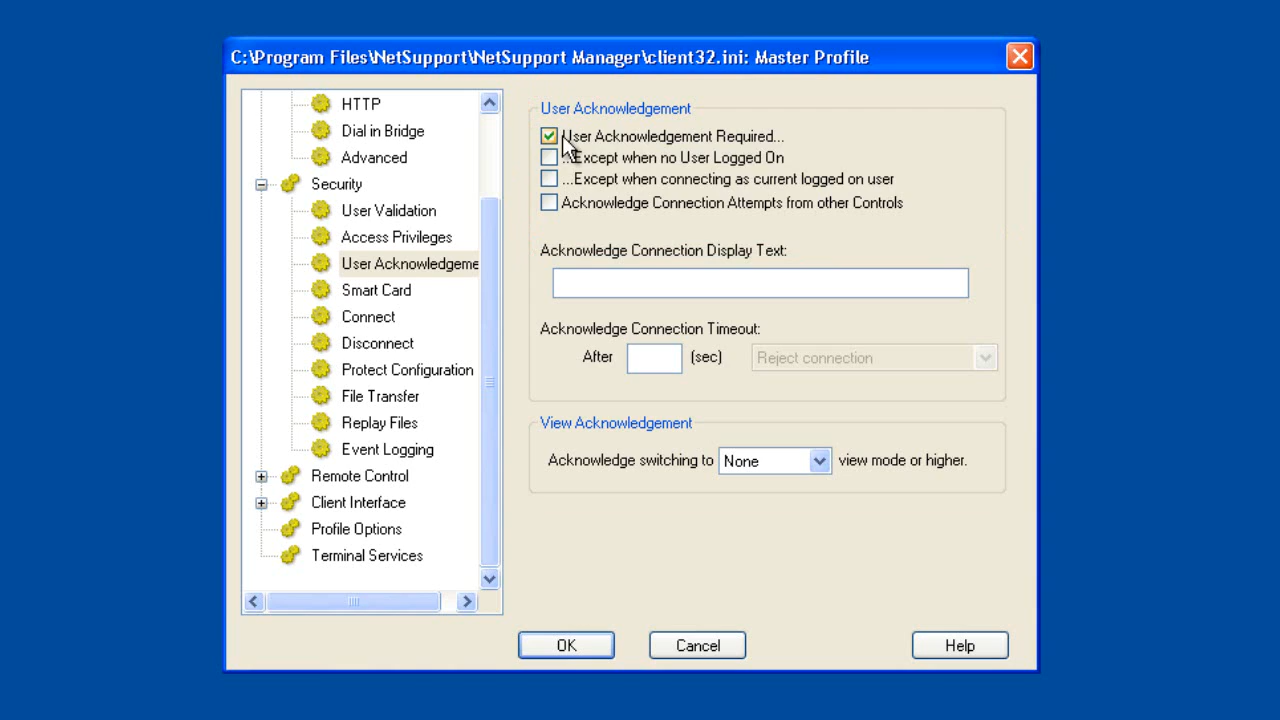 C:\Program Files\NetSupport\NetSupport Manager\client32.ini: Master Profile
HTTP
Dial in Bridge
Advanced
Security
User Validation
Access Privileges
User Acknowledgeme
Smart Card
Connect
Disconnect
Protect Configuration
File Transfer
Replay Files
Event Logging
Remote Control
Client Interface
Profile Options
Terminal Services
User Acknowledgement
User Acknowledgement Required...
...Except when no User Logged On
...Except when connecting as current logged on user
Acknowledge Connection Attempts from other Controls
Acknowledge Connection Display Text:
Acknowledge Connection Timeout:
After (sec) Reject connection
View Acknowledgement
Acknowledge switching to None view mode or higher.
OK Cancel Help